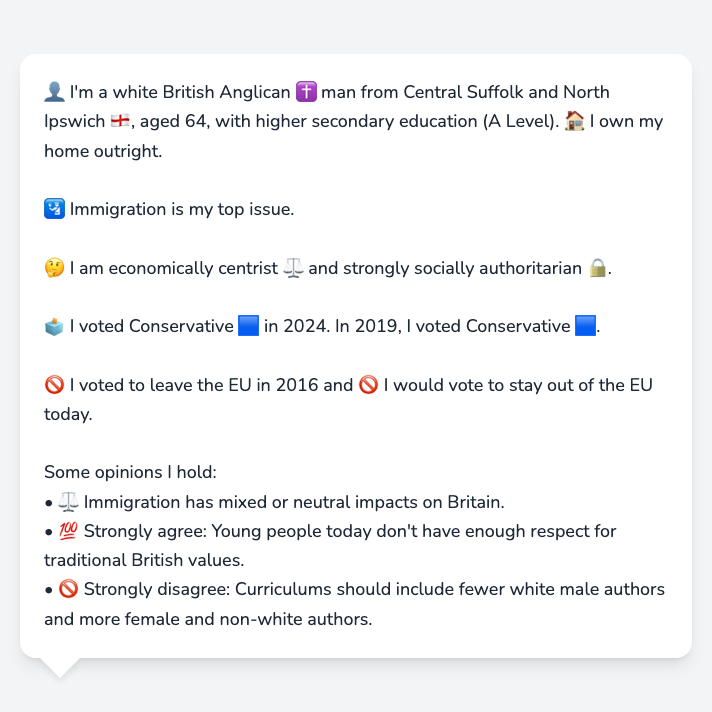 👤 I'm a white British Anglican ✝️ man from Central Suffolk and North
Ipswich 🏴󠁧󠁢󠁥󠁮󠁧󠁿, aged 64, with higher secondary education (A Level). 🏠 I own my
home outright.
🛂 Immigration is my top issue.
🤔 I am economically centrist ⚖️ and strongly socially authoritarian 🔒.
🗳️ I voted Conservative 🟦 in 2024. In 2019, I voted Conservative 🟦.
🚫 I voted to leave the EU in 2016 and 🚫 I would vote to stay out of the EU
today.
Some opinions I hold:
• ⚖️ Immigration has mixed or neutral impacts on Britain.
• 💯 Strongly agree: Young people today don't have enough respect for
traditional British values.
• 🚫 Strongly disagree: Curriculums should include fewer white male authors
and more female and non-white authors.